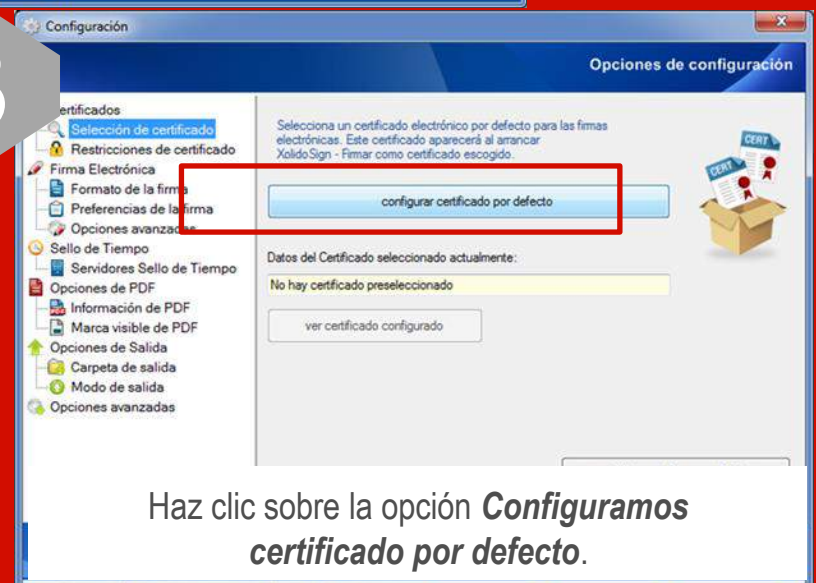 Configuración
Opciones de configuración
ertificados
Selección de certificado
Restricciones de certificado
Firma Electrónica
Formato de la firma
Preferencias de la firma
Opciones avanzadas
Sello de Tiempo
Servidores Sello de Tiempo
Opciones de PDF
Información de PDF
Marca visible de PDF
Opciones de Salida
Carpeta de salida
Modo de salida
Opciones avanzadas
Selecciona un certificado electrónico por defecto para las firmas
electrónicas. Este certificado aparecerá al arrancar
XolidoSign - Firmar como certificado escogido.
CERT
CERT
configurar certificado por defecto
Datos del Certificado seleccionado actualmente:
No hay certificado preseleccionado
ver certificado configurado
Haz clic sobre la opción Configuramos
certificado por defecto.